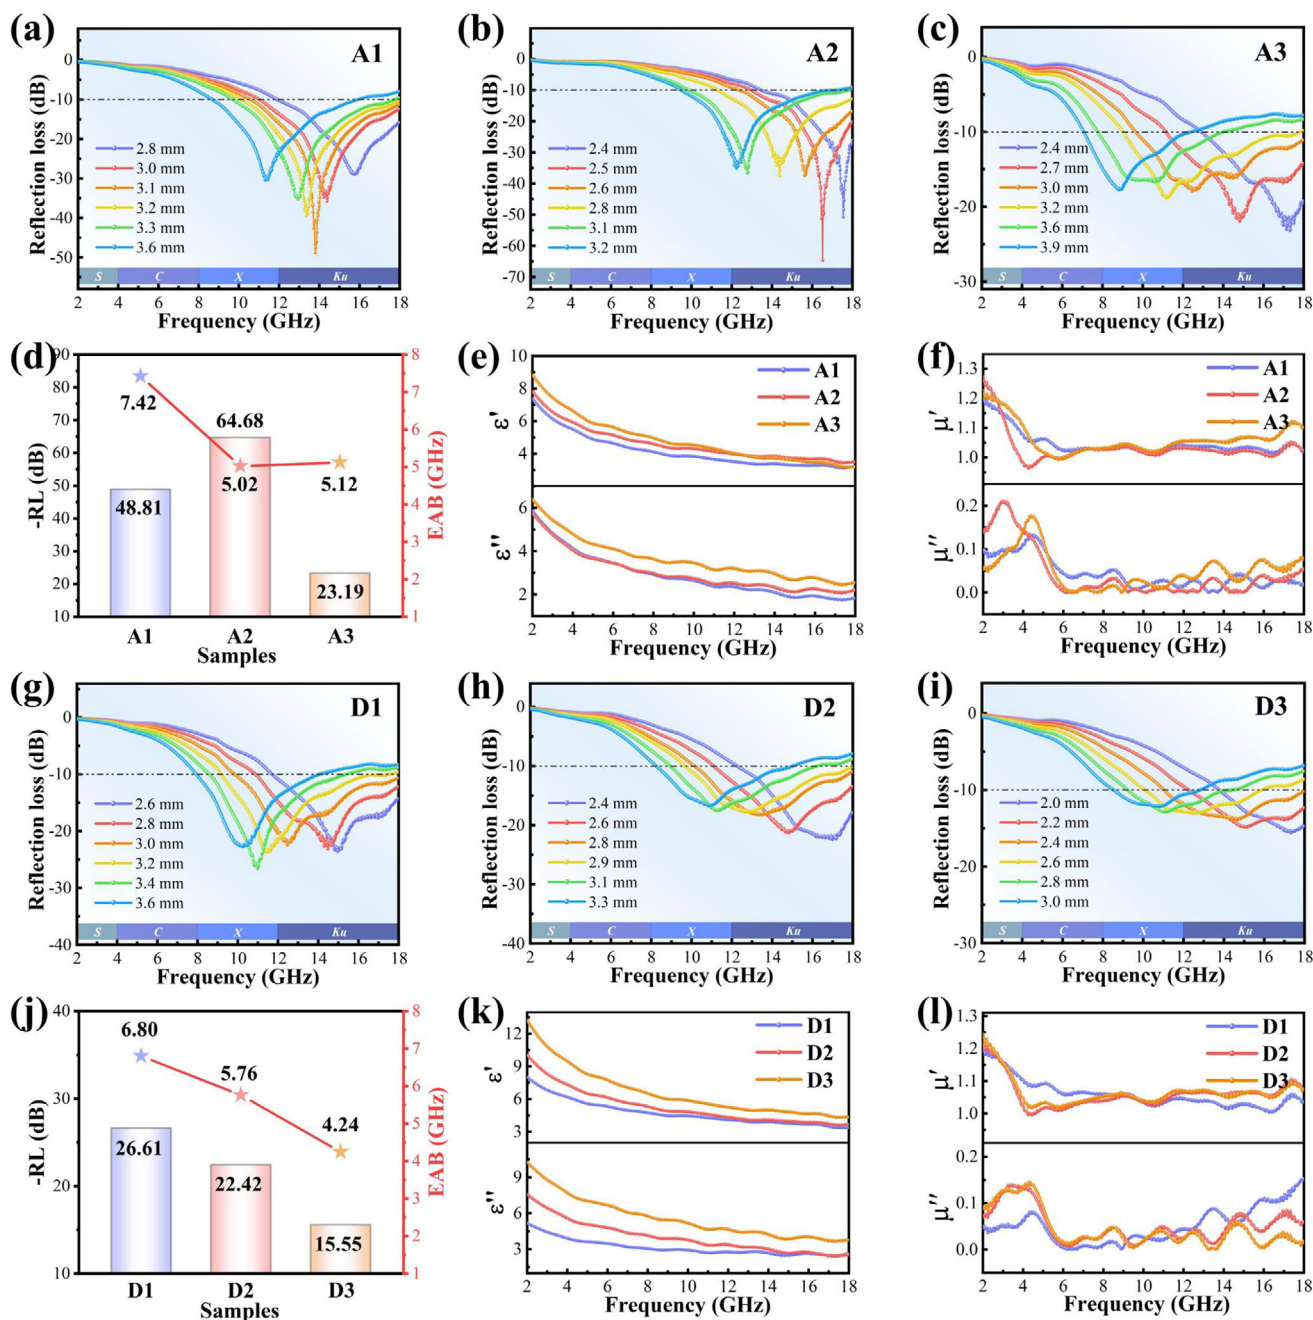 (a)
A1
Reflection loss (dB)
0
-10
-20
-30
-40
-50
2.8 mm
3.0 mm
3.1 mm
3.2 mm
3.3 mm
3.6 mm
S C X Ku
2 4 6 8 10 12 14 16 18
Frequency (GHz)
(b)
A2
Reflection loss (dB)
0
-10
-20
-30
-40
-50
-60
-70
2.4 mm
2.5 mm
2.6 mm
2.8 mm
3.1 mm
3.2 mm
S C X Ku
2 4 6 8 10 12 14 16 18
Frequency (GHz)
(c)
A3
Reflection loss (dB)
0
-10
-20
-30
2.4 mm
2.7 mm
3.0 mm
3.2 mm
3.6 mm
3.9 mm
S C X Ku
2 4 6 8 10 12 14 16 18
Frequency (GHz)
(d)
-RL (dB)
90
80
70
60
50
40
30
20
10
7.42
64.68
5.02
5.12
48.81
23.19
EAB (GHz)
8
7
6
5
4
3
2
1
A1 A2 A3
Samples
(e)
A1
A2
A3
ε'
10
8
6
4
ε''
6
4
2
2 4 6 8 10 12 14 16 18
Frequency (GHz)
(f)
A1
A2
A3
μ'
1.3
1.2
1.1
1.0
μ''
0.2
0.1
0.0
2 4 6 8 10 12 14 16 18
Frequency (GHz)
(g)
D1
Reflection loss (dB)
0
-10
-20
-30
-40
2.6 mm
2.8 mm
3.0 mm
3.2 mm
3.4 mm
3.6 mm
S C X Ku
2 4 6 8 10 12 14 16 18
Frequency (GHz)
(h)
D2
Reflection loss (dB)
0
-10
-20
-30
-40
2.4 mm
2.6 mm
2.8 mm
2.9 mm
3.1 mm
3.3 mm
S C X Ku
2 4 6 8 10 12 14 16 18
Frequency (GHz)
(i)
D3
Reflection loss (dB)
0
-10
-20
-30
2.0 mm
2.2 mm
2.4 mm
2.6 mm
2.8 mm
3.0 mm
S C X Ku
2 4 6 8 10 12 14 16 18
Frequency (GHz)
(j)
-RL (dB)
40
30
20
10
6.80
5.76
4.24
26.61
22.42
15.55
EAB (GHz)
8
7
6
5
4
3
2
1
D1 D2 D3
Samples
(k)
D1
D2
D3
ε'
12
9
6
3
ε''
9
6
3
2 4 6 8 10 12 14 16 18
Frequency (GHz)
(l)
D1
D2
D3
μ'
1.3
1.2
1.1
1.0
μ''
0.2
0.1
0.0
2 4 6 8 10 12 14 16 18
Frequency (GHz)